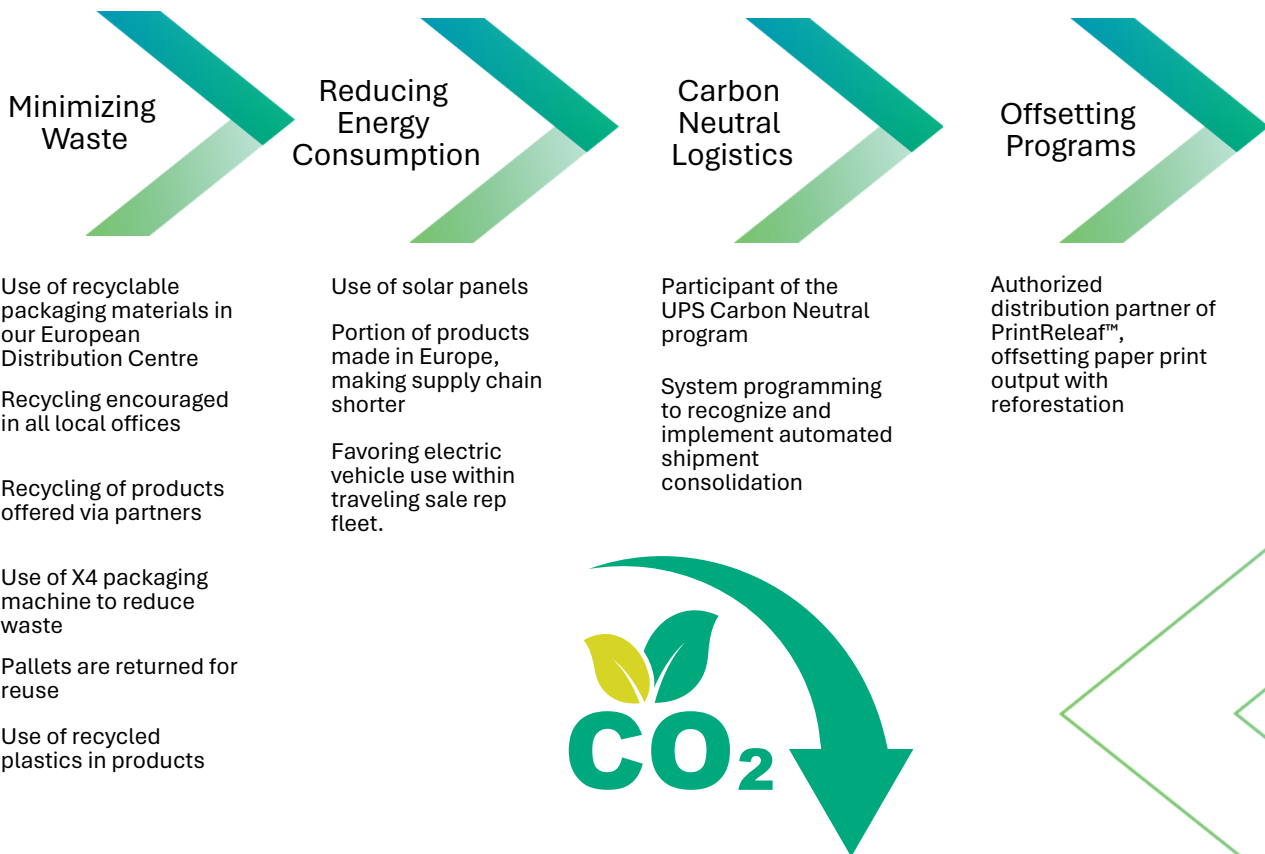 Minimizing
Waste
Reducing
Energy
Consumption
Carbon
Neutral
Logistics
Offsetting
Programs
Use of recyclable
packaging materials in
our European
Distribution Centre
Recycling encouraged
in all local offices
Recycling of products
offered via partners
Use of X4 packaging
machine to reduce
waste
Pallets are returned for
reuse
Use of recycled
plastics in products
Use of solar panels
Portion of products
made in Europe,
making supply chain
shorter
Favoring electric
vehicle use within
traveling sale rep
fleet.
Participant of the
UPS Carbon Neutral
program
System programming
to recognize and
implement automated
shipment
consolidation
Authorized
distribution partner of
PrintReleaf™,
offsetting paper print
output with
reforestation
CO₂